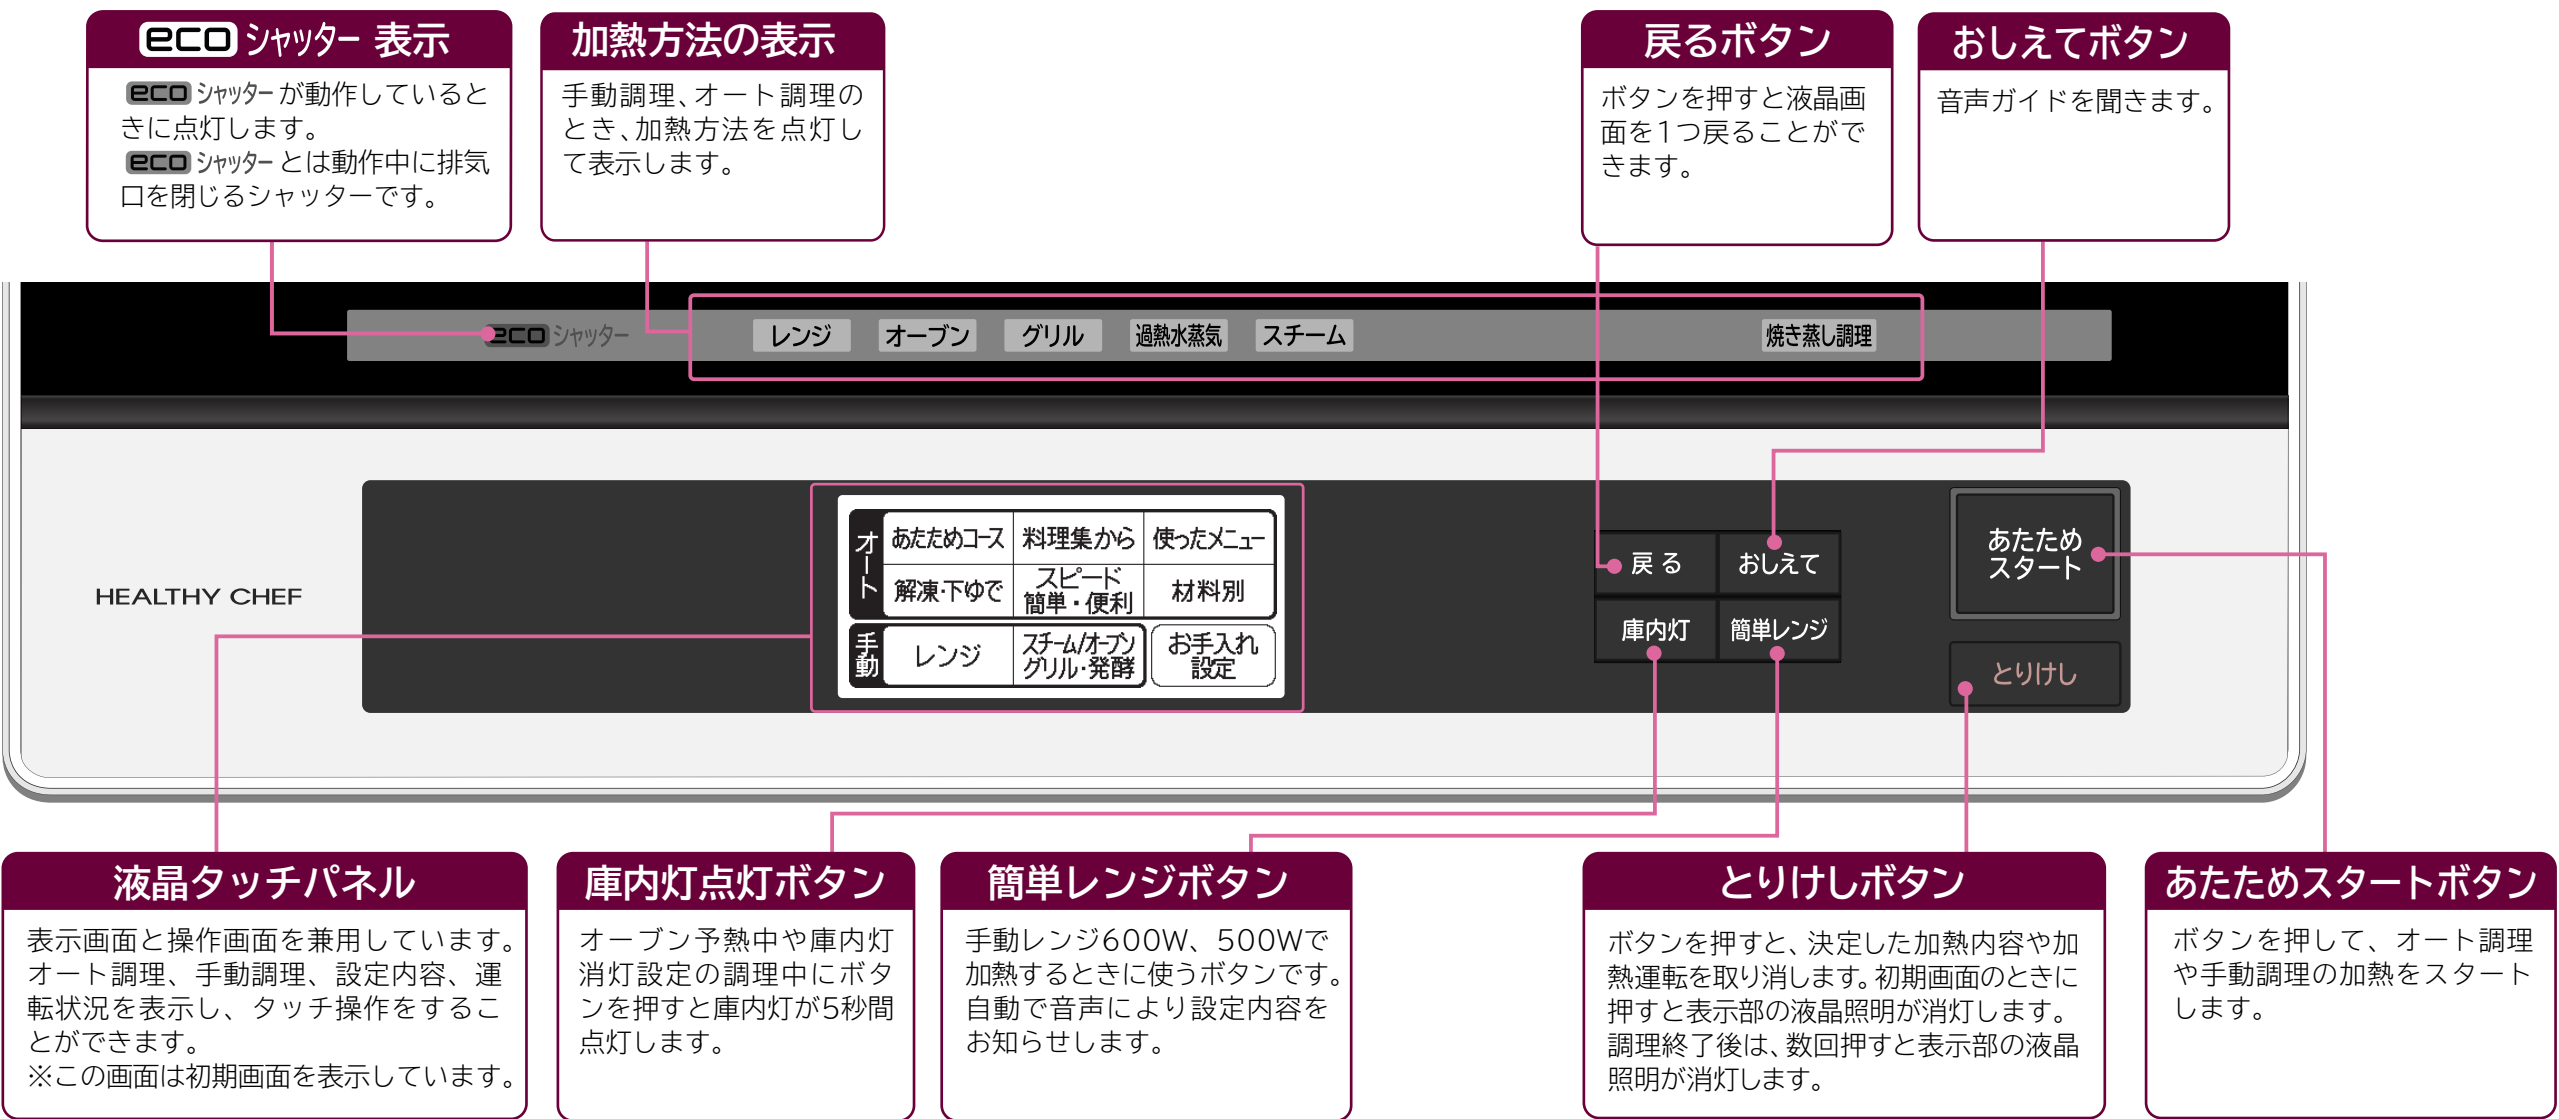 eco シャッター 表示
eco シャッター が動作していると
きに点灯します。
eco シャッター とは動作中に排気
口を閉じるシャッターです。
加熱方法の表示
手動調理、オート調理の
とき、加熱方法を点灯し
て表示します。
戻るボタン
ボタンを押すと液晶画
面を1つ戻ることがで
きます。
おしえてボタン
音声ガイドを聞きます。
eco シャッター
レンジ
オーブン
グリル
過熱水蒸気
スチーム
焼き蒸し調理
HEALTHY CHEF
オート
あたためコース
料理集から
使ったメニュー
解凍・下ゆで
スピード
簡単・便利
材料別
手動
レンジ
スチーム/オーブン
グリル・発酵
お手入れ
設定
戻る
おしえて
庫内灯
簡単レンジ
あたため
スタート
とりけし
液晶タッチパネル
表示画面と操作画面を兼用しています。
オート調理、手動調理、設定内容、運
転状況を表示し、タッチ操作をするこ
とができます。
※この画面は初期画面を表示しています。
庫内灯点灯ボタン
オーブン予熱中や庫内灯
消灯設定の調理中にボタ
ンを押すと庫内灯が5秒間
点灯します。
簡単レンジボタン
手動レンジ600W、500Wで
加熱するときに使うボタンです。
自動で音声により設定内容を
お知らせします。
とりけしボタン
ボタンを押すと、決定した加熱内容や加
熱運転を取り消します。初期画面のときに
押すと表示部の液晶照明が消灯します。
調理終了後は、数回押すと表示部の液晶
照明が消灯します。
あたためスタートボタン
ボタンを押して、オート調理
や手動調理の加熱をスタート
します。